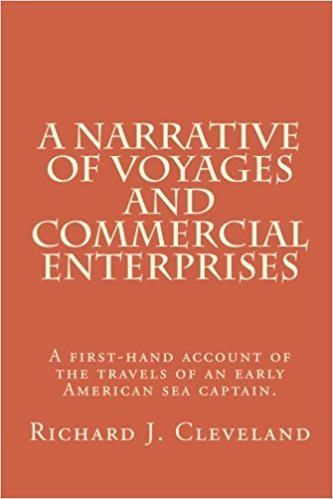 A NARRATIVE
OF VOYAGES
AND
COMMERCIAL
ENTERPRISES
A first-hand account of
the travels of an early
American sea captain.
Richard J. Cleveland